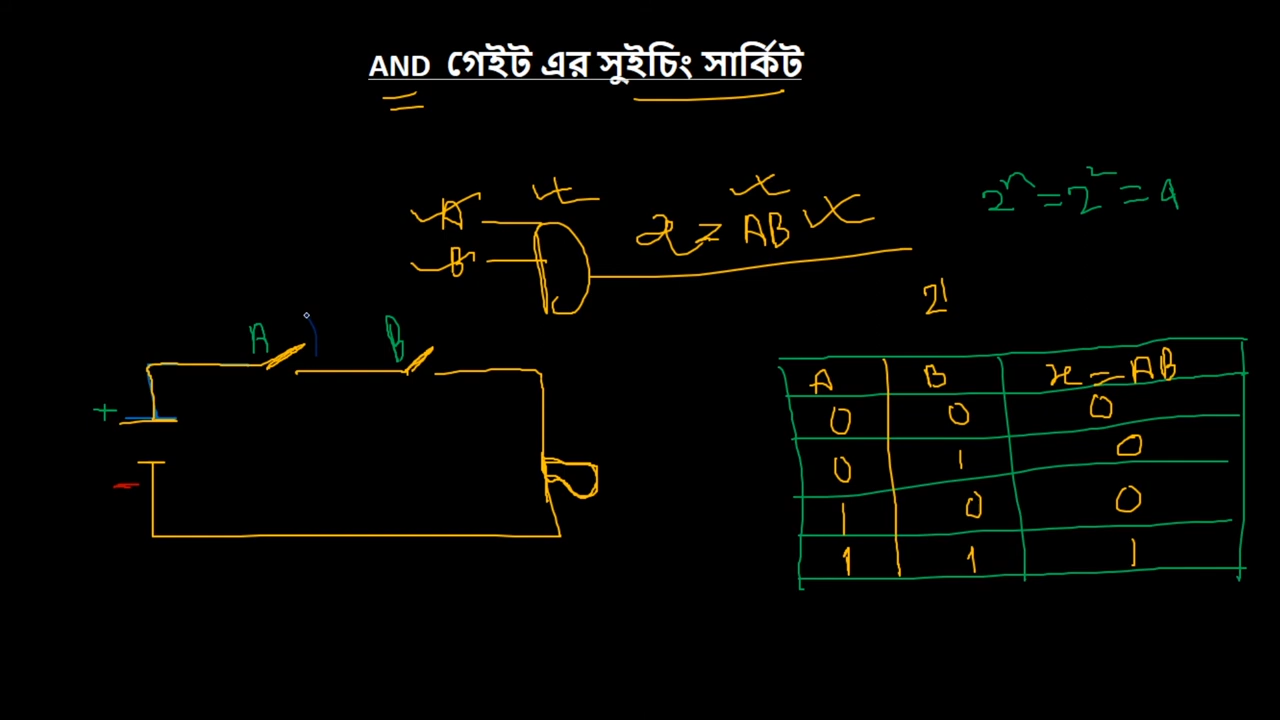 AND গেইট এর সুইচিং সার্কিট
A
B
x = AB
2ⁿ = 2² = 4
A B
+
-
A B x = AB
0 0 0
0 1 0
1 0 0
1 1 1